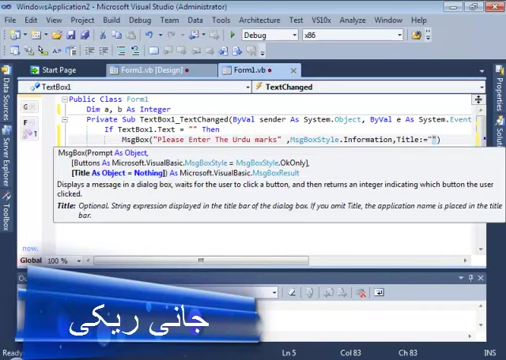 WindowsApplication2 - Microsoft Visual Studio (Administrator)
File Edit View Project Build Debug Team Data Tools Architecture Test VS10x Analyze Window Help
Debug x86
Start Page Form1.vb [Design] Form1.vb
TextBox1 TextChanged
Public Class Form1
Dim a, b As Integer
Private Sub TextBox1_TextChanged(ByVal sender As System.Object, ByVal e As System.Event
If TextBox1.Text = "" Then
MsgBox("Please Enter The Urdu marks" ,MsgBoxStyle.Information,Title:="")
MsgBox(Prompt As Object,
[Buttons As Microsoft.VisualBasic.MsgBoxStyle = MsgBoxStyle.OkOnly],
[Title As Object = Nothing]) As Microsoft.VisualBasic.MsgBoxResult
Displays a message in a dialog box, waits for the user to click a button, and then returns an integer indicating which button the user
clicked.
Title: Optional. String expression displayed in the title bar of the dialog box. If you omit Title, the application name is placed in the title
bar.
Data Sources
Server Explorer
Toolbox
Properties
now.
Global 100 %
جانی ریکی
Ln 5 Col 83 Ch 83 INS